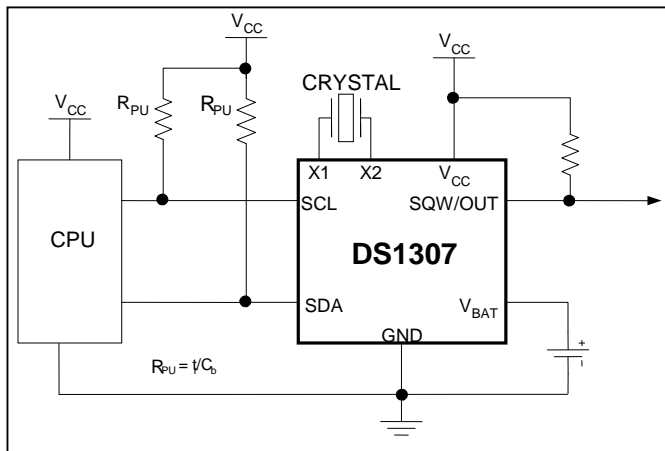 VCC
VCC
CRYSTAL
RPU
RPU
VCC
X1
X2
VCC
SCL
SQW/OUT
CPU
DS1307
SDA
VBAT
GND
+
−
RPU = t/Cb